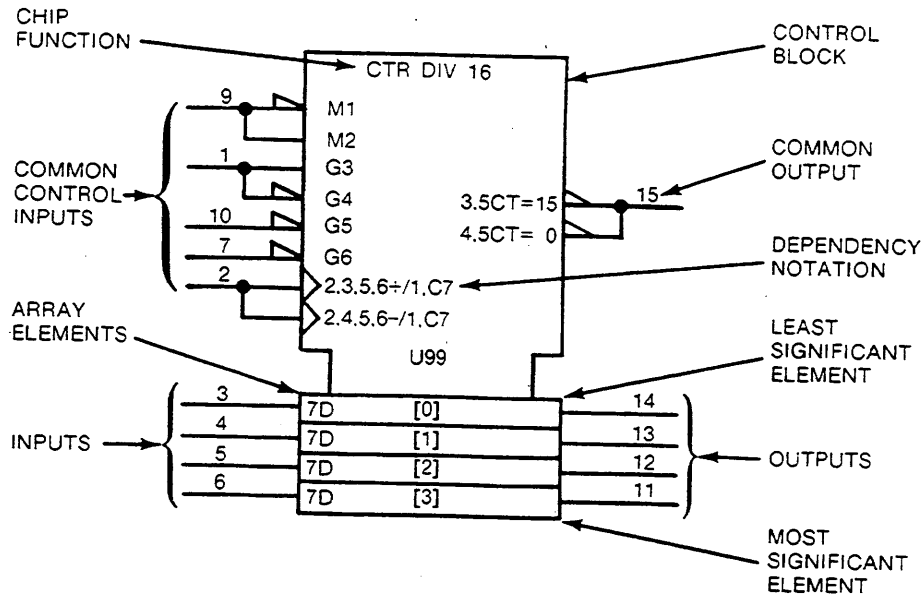 CHIP
FUNCTION
CONTROL
BLOCK
CTR DIV 16
9
M1
M2
COMMON
CONTROL
INPUTS
1
G3
G4
10
G5
7
G6
2
2.3.5.6÷/1.C7
2.4.5.6−/1.C7
3.5CT=15
4.5CT= 0
15
COMMON
OUTPUT
DEPENDENCY
NOTATION
ARRAY
ELEMENTS
U99
LEAST
SIGNIFICANT
ELEMENT
INPUTS
3
7D [0]
14
4
7D [1]
13
5
7D [2]
12
6
7D [3]
11
OUTPUTS
MOST
SIGNIFICANT
ELEMENT